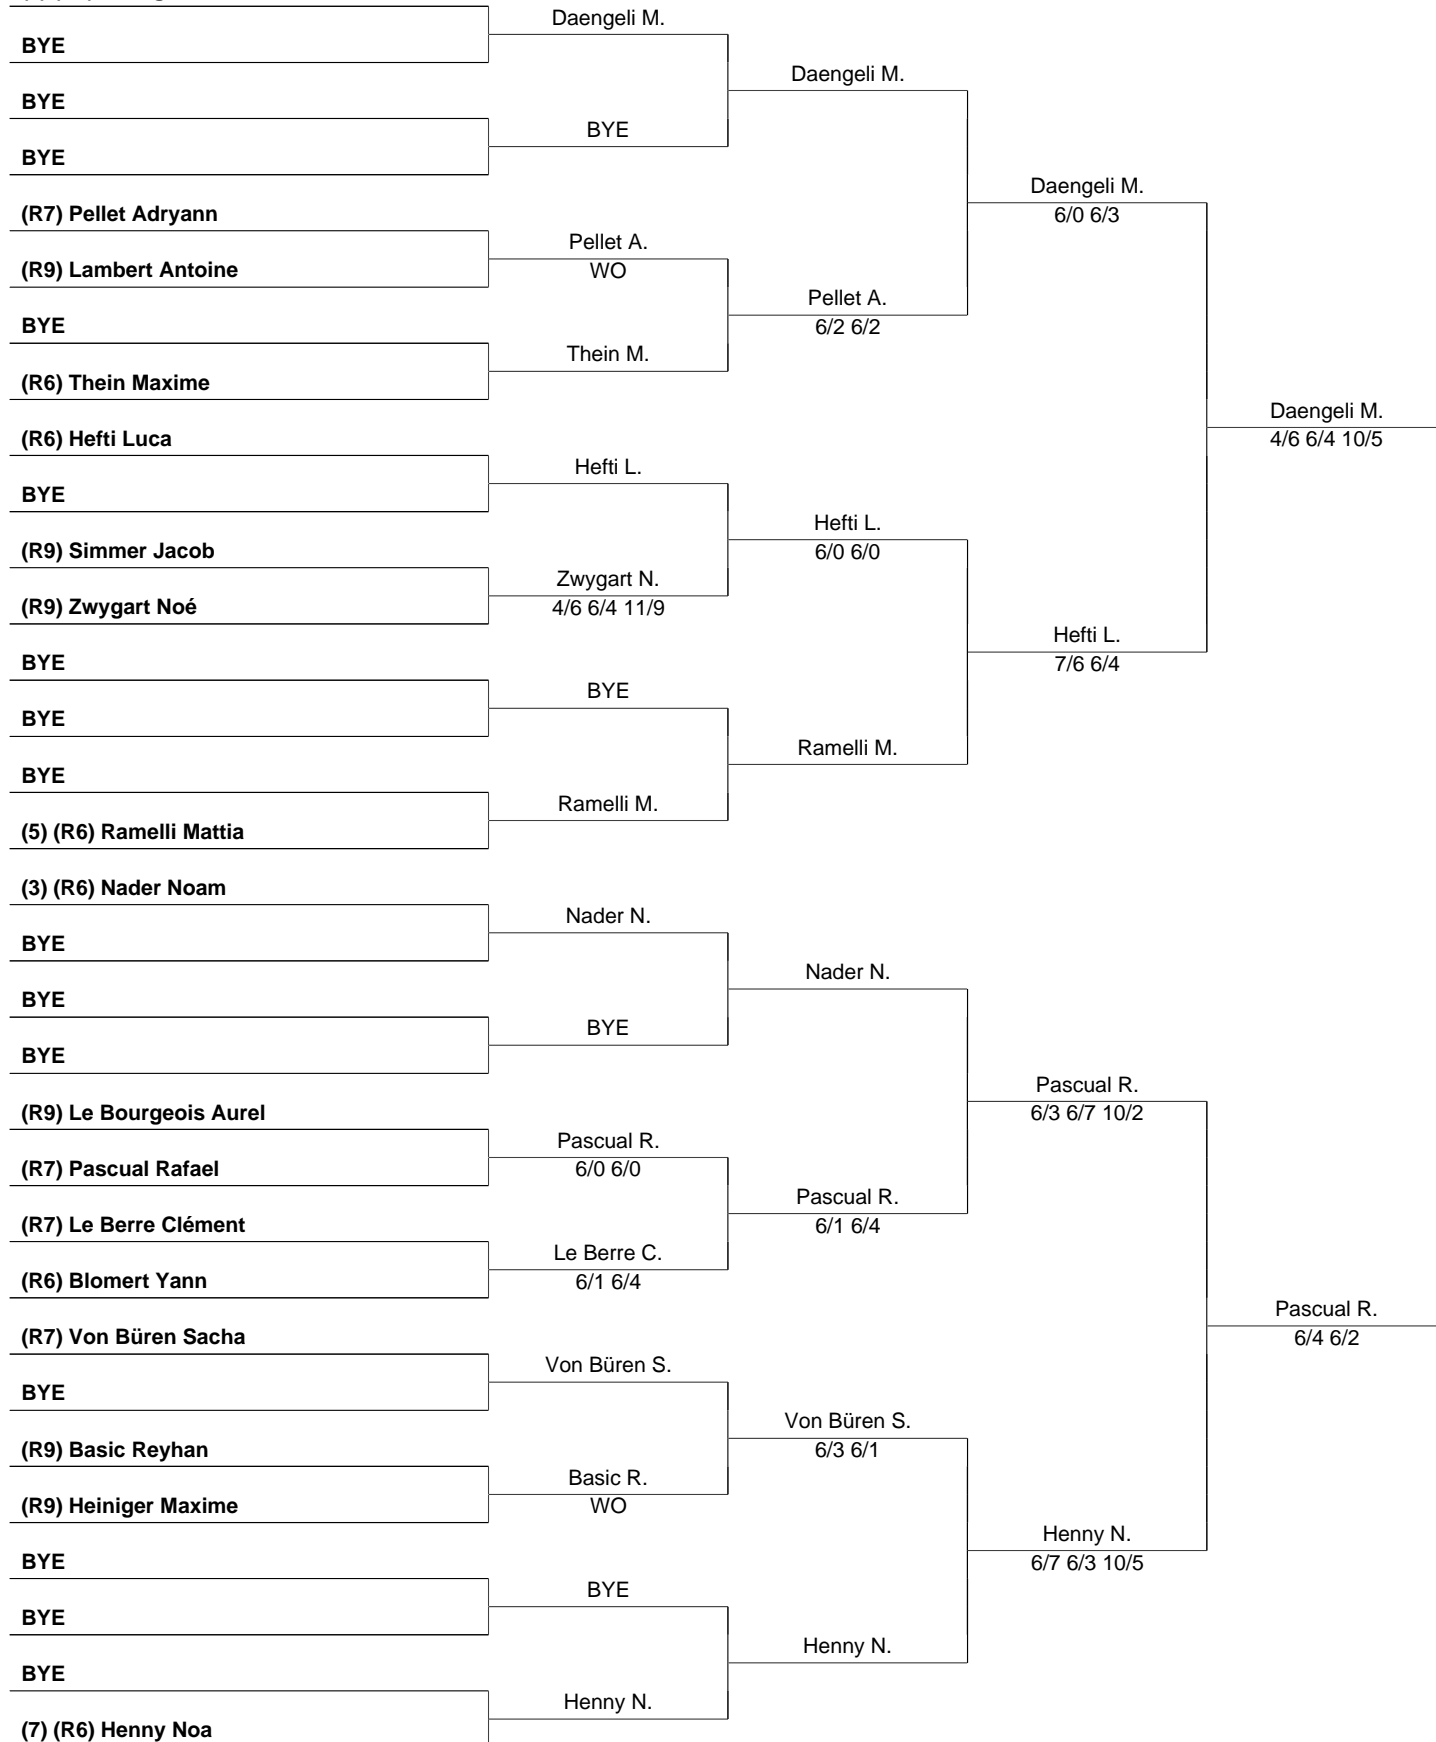 BYE
BYE
BYE
(R7) Pellet Adryann
(R9) Lambert Antoine
BYE
(R6) Thein Maxime
(R6) Hefti Luca
BYE
(R9) Simmer Jacob
(R9) Zwygart Noé
BYE
BYE
BYE
(5) (R6) Ramelli Mattia
(3) (R6) Nader Noam
BYE
BYE
BYE
(R9) Le Bourgeois Aurel
(R7) Pascual Rafael
(R7) Le Berre Clément
(R6) Blomert Yann
(R7) Von Büren Sacha
BYE
(R9) Basic Reyhan
(R9) Heiniger Maxime
BYE
BYE
BYE
(7) (R6) Henny Noa
Daengeli M.
BYE
Pellet A.
WO
Thein M.
Hefti L.
Zwygart N.
4/6 6/4 11/9
BYE
Ramelli M.
Nader N.
BYE
Pascual R.
6/0 6/0
Le Berre C.
6/1 6/4
Von Büren S.
Basic R.
WO
BYE
Henny N.
Daengeli M.
Pellet A.
6/2 6/2
Hefti L.
6/0 6/0
Ramelli M.
Nader N.
Pascual R.
6/1 6/4
Von Büren S.
6/3 6/1
Henny N.
Daengeli M.
6/0 6/3
Hefti L.
7/6 6/4
Pascual R.
6/3 6/7 10/2
Henny N.
6/7 6/3 10/5
Daengeli M.
4/6 6/4 10/5
Pascual R.
6/4 6/2